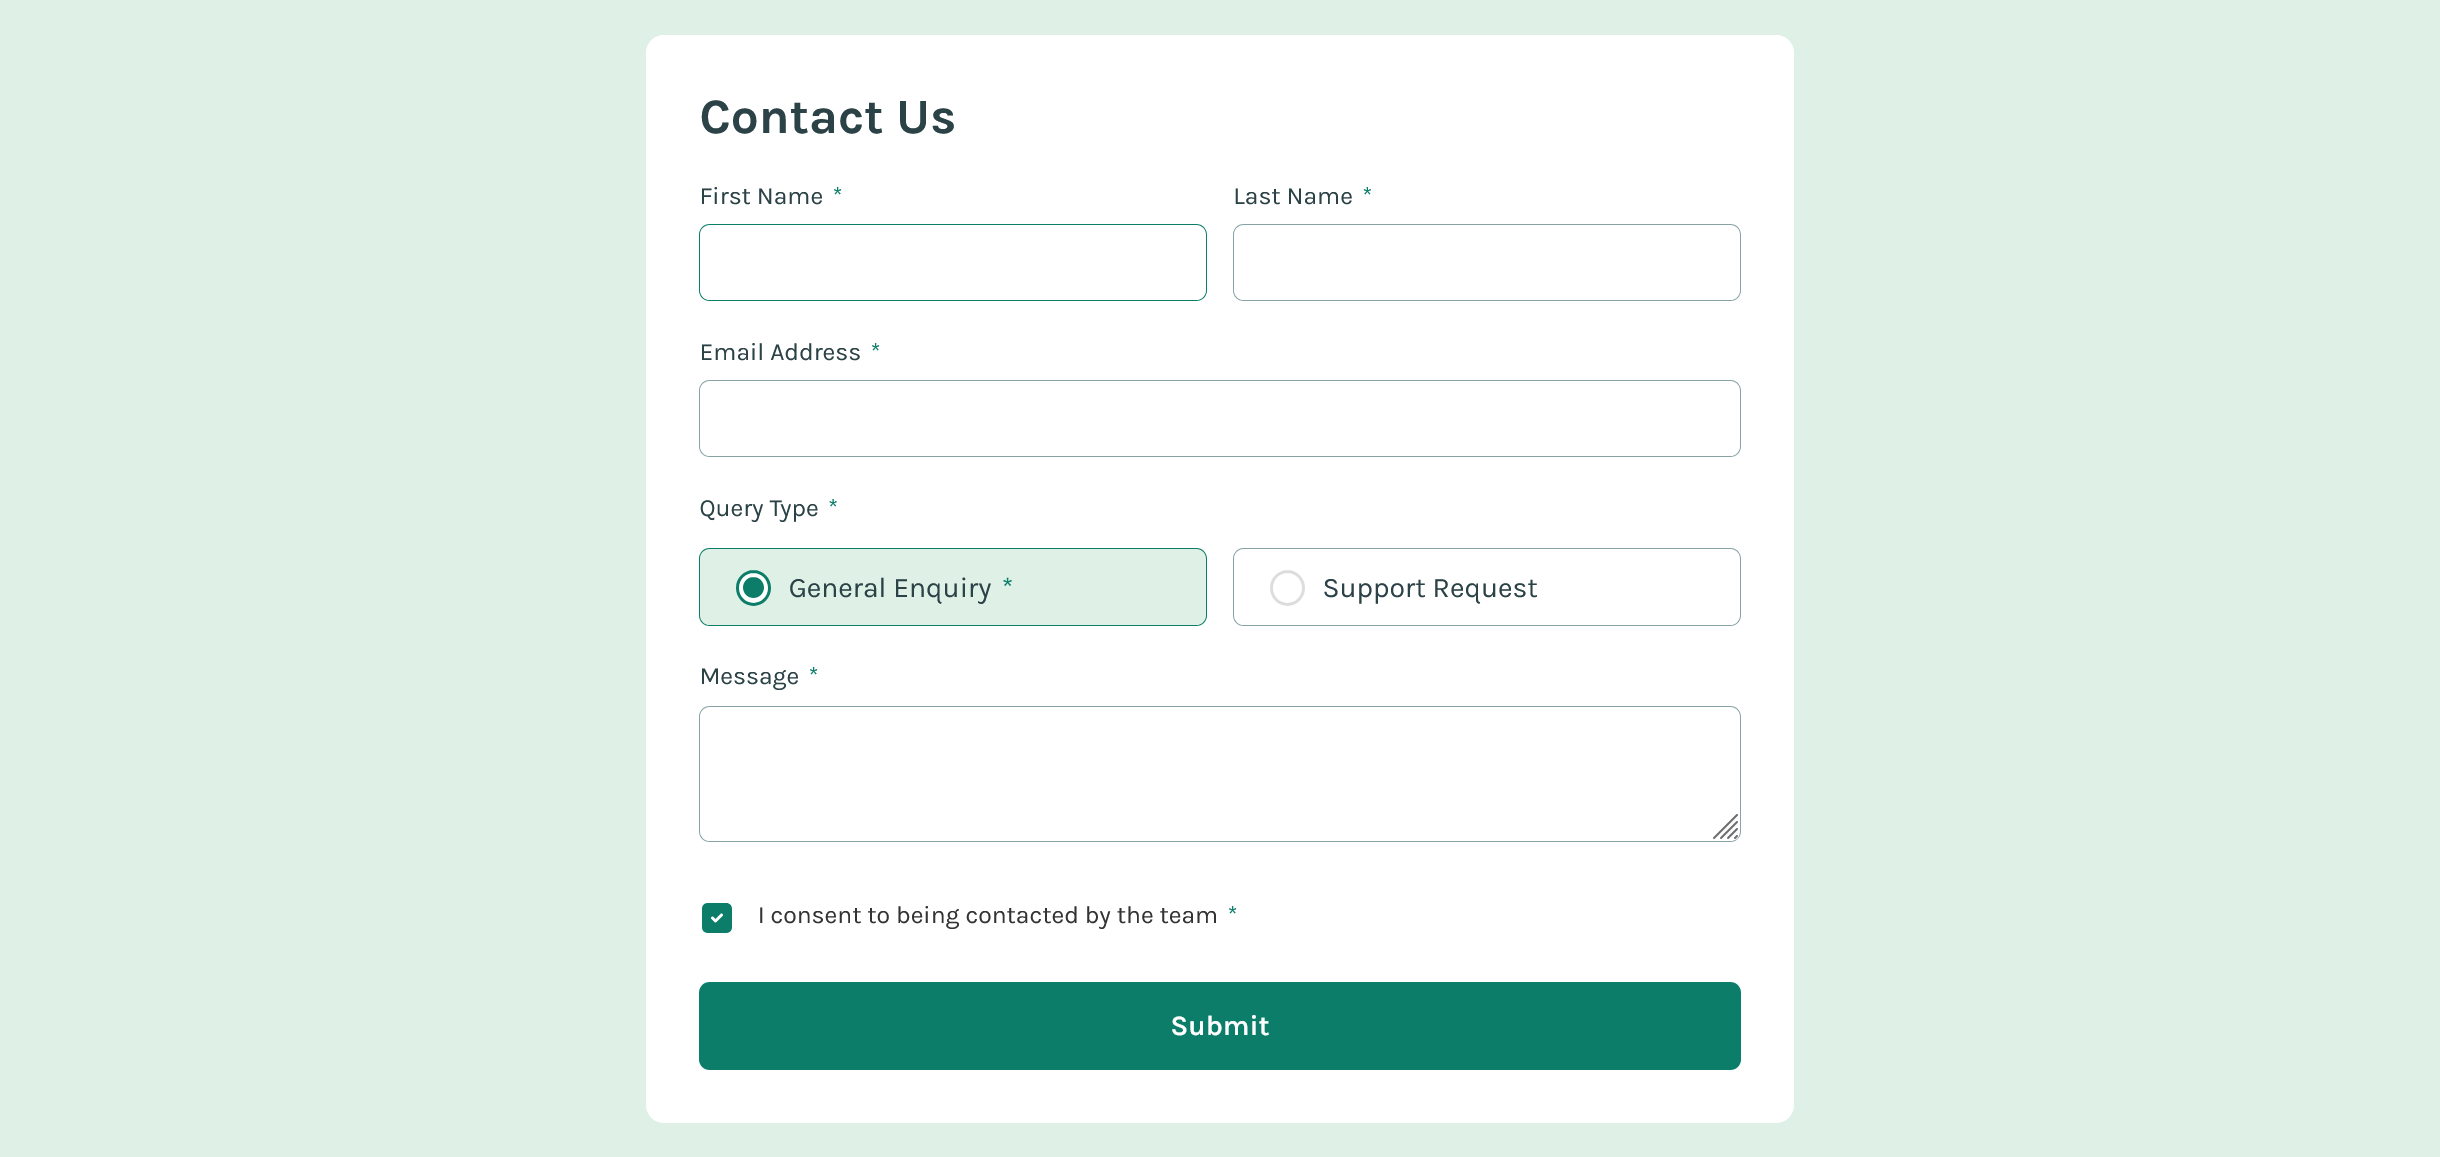 Contact Us
First Name *
Last Name *
Email Address *
Query Type *
General Enquiry *
Support Request
Message *
I consent to being contacted by the team *
Submit